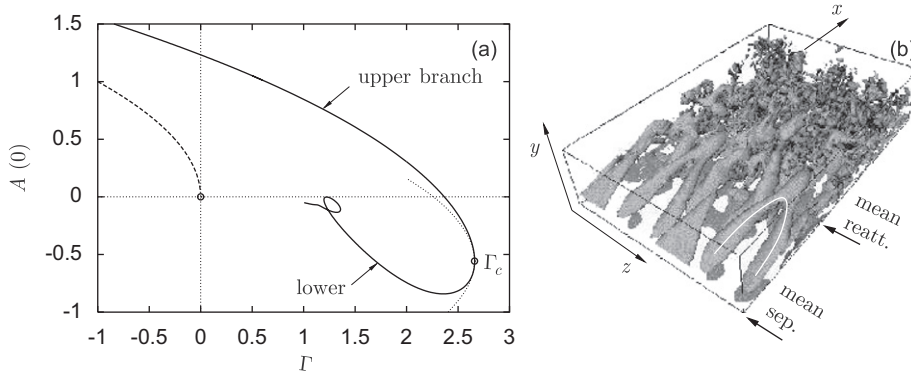 1.5
1
0.5
0
-0.5
-1
A (0)
-1 -0.5 0 0.5 1 1.5 2 2.5 3
Γ
(a)
upper branch
lower
Γc
(b)
x
y
z
mean
reatt.
mean
sep.